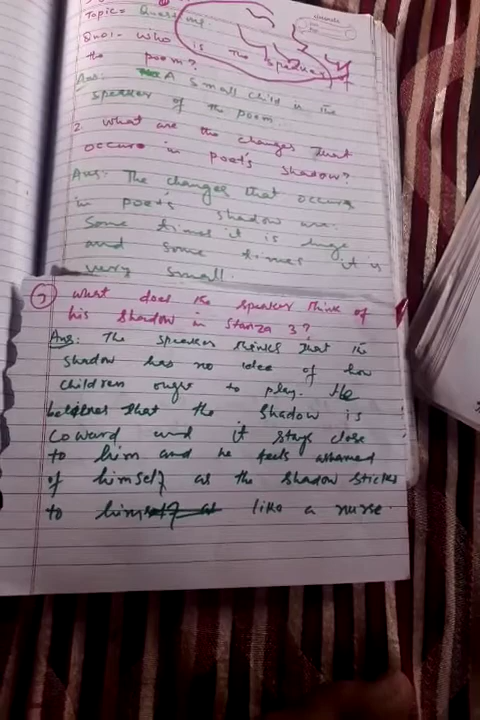 Topic:
Qno1. Who is the speaker of
the poem?
Ans: A small child is the
speaker of the poem.
2. What are the changes that
occurs in poet's shadow?
Ans: The changes that occurs
in poet's shadow are:
Some times it is huge
and some times it is
very small.
3 What does the speaker think of
his shadow in Stanza 3?
Ans: The speaker thinks that the
shadow has no idea of how
children ought to play. He
believes that the shadow is
coward and it stays close
to him and he feels ashamed
of himself as the shadow sticks
to him like a nurse.